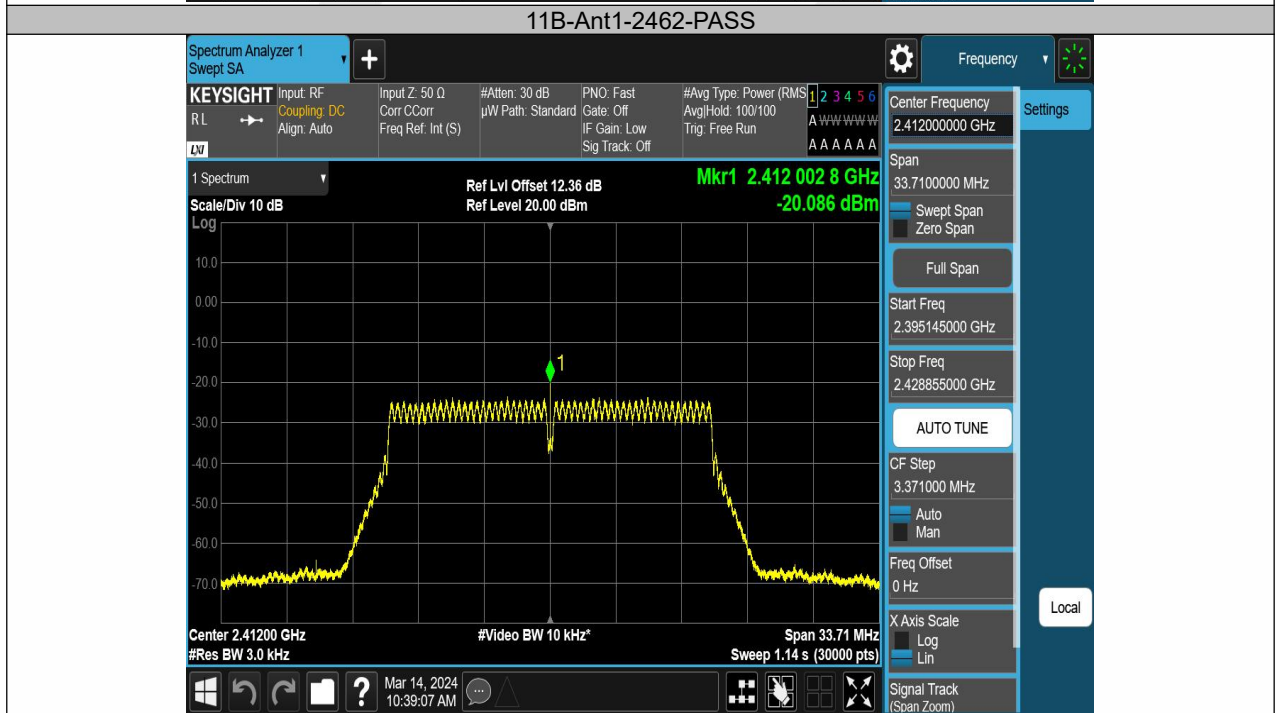 11B-Ant1-2462-PASS
Spectrum Analyzer 1
Swept SA
+
Frequency
KEYSIGHT
RL
LXI
Input: RF
Coupling: DC
Align: Auto
Input Z: 50 Ω
Corr CCorr
Freq Ref: Int (S)
#Atten: 30 dB
µW Path: Standard
PNO: Fast
Gate: Off
IF Gain: Low
Sig Track: Off
#Avg Type: Power (RMS
Avg|Hold: 100/100
Trig: Free Run
1 2 3 4 5 6
A W W W W W
A A A A A A
1 Spectrum
Scale/Div 10 dB
Ref Lvl Offset 12.36 dB
Ref Level 20.00 dBm
Mkr1 2.412 002 8 GHz
-20.086 dBm
Log
10.0
0.00
-10.0
-20.0
-30.0
-40.0
-50.0
-60.0
-70.0
1
Center 2.41200 GHz
#Res BW 3.0 kHz
#Video BW 10 kHz*
Span 33.71 MHz
Sweep 1.14 s (30000 pts)
Center Frequency
2.412000000 GHz
Settings
Span
33.7100000 MHz
Swept Span
Zero Span
Full Span
Start Freq
2.395145000 GHz
Stop Freq
2.428855000 GHz
AUTO TUNE
CF Step
3.371000 MHz
Auto
Man
Freq Offset
0 Hz
X Axis Scale
Log
Lin
Signal Track
(Span Zoom)
Local
?
Mar 14, 2024
10:39:07 AM